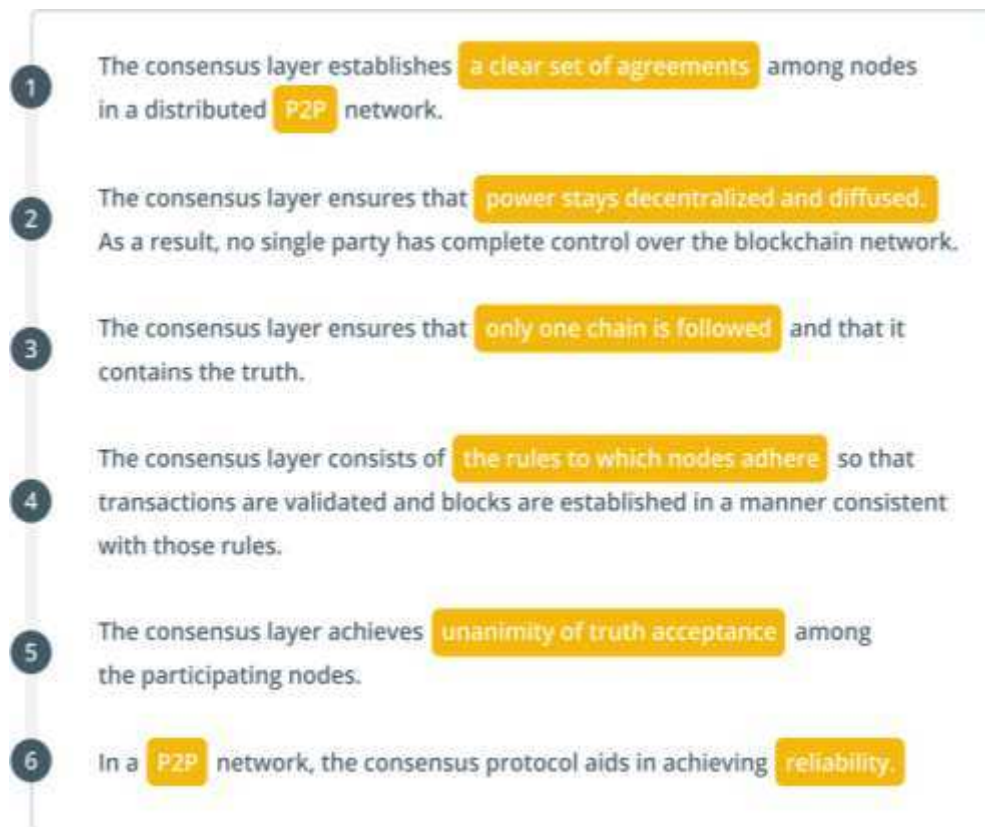 1
The consensus layer establishes a clear set of agreements among nodes
in a distributed P2P network.
2
The consensus layer ensures that power stays decentralized and diffused.
As a result, no single party has complete control over the blockchain network.
3
The consensus layer ensures that only one chain is followed and that it
contains the truth.
4
The consensus layer consists of the rules to which nodes adhere so that
transactions are validated and blocks are established in a manner consistent
with those rules.
5
The consensus layer achieves unanimity of truth acceptance among
the participating nodes.
6
In a P2P network, the consensus protocol aids in achieving reliability.